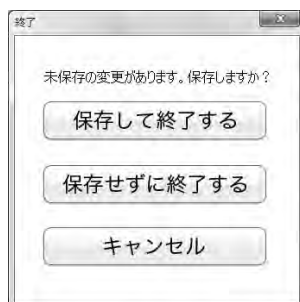 終了
未保存の変更があります。保存しますか？
保存して終了する
保存せずに終了する
キャンセル